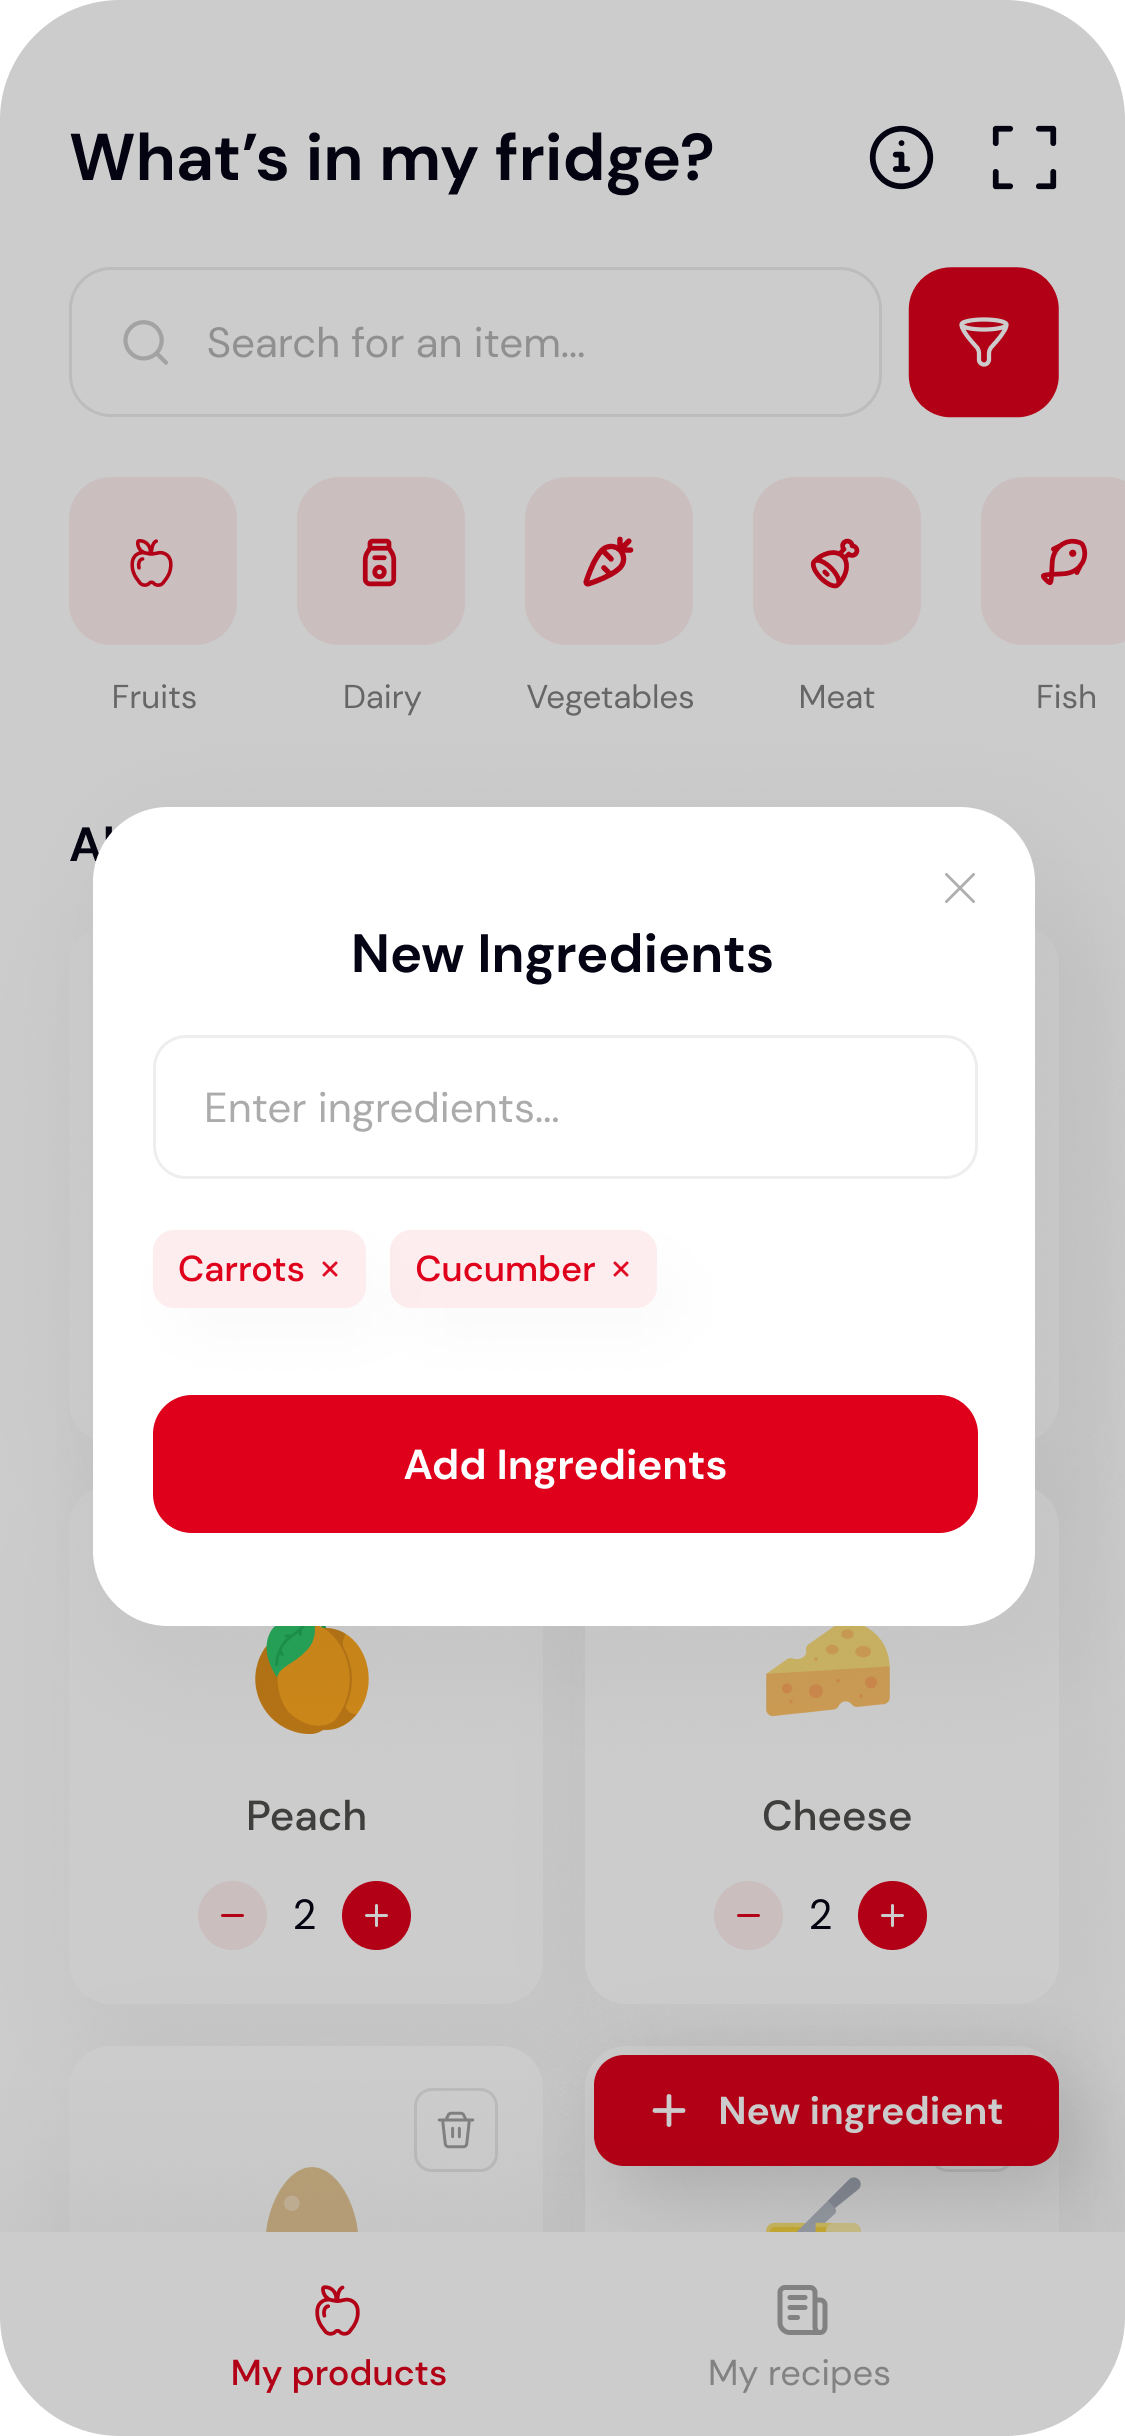 What’s in my fridge?
Search for an item...
Fruits
Dairy
Vegetables
Meat
Fish
New Ingredients
Enter ingredients...
Carrots ×
Cucumber ×
Add Ingredients
Peach
Cheese
− 2 +
− 2 +
+ New ingredient
My products
My recipes